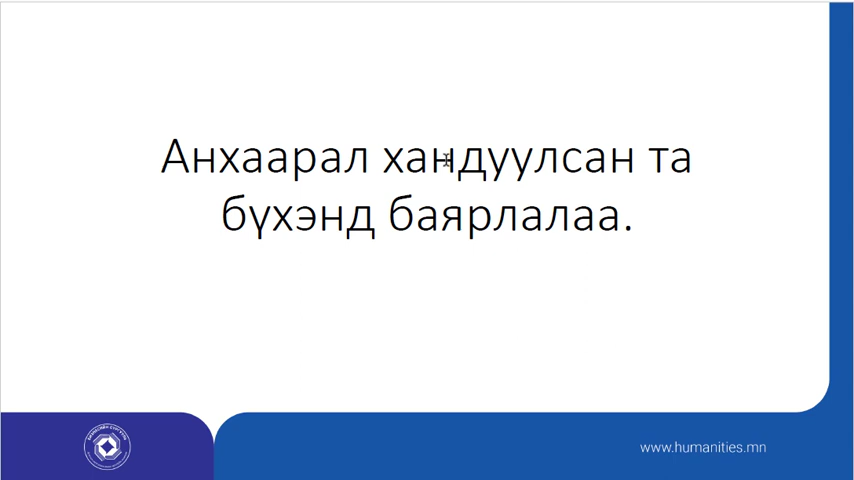 Анхаарал хандуулсан та
бүхэнд баярлалаа.
www.humanities.mn